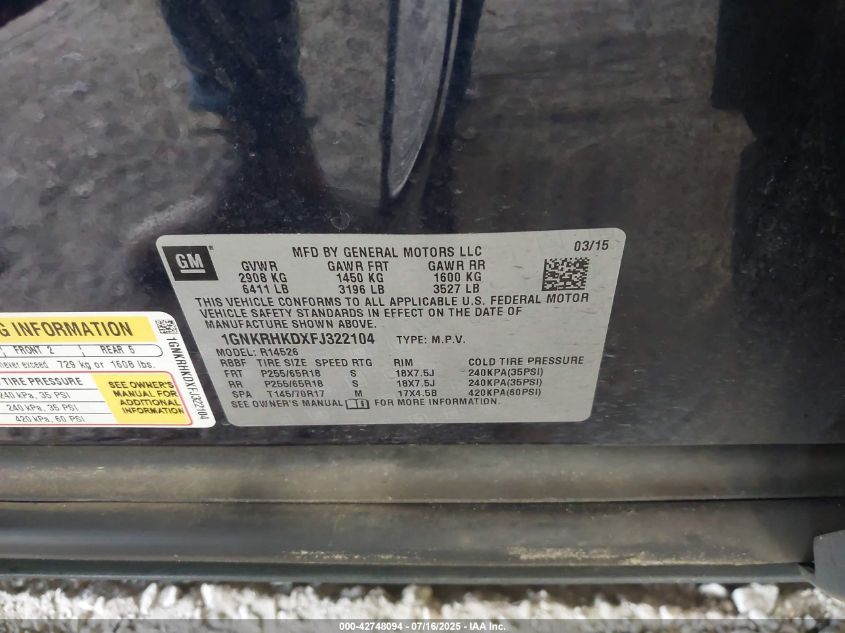 GM
MFD BY GENERAL MOTORS LLC
03/15
GVWR GAWR FRT GAWR RR
2908 KG 1450 KG 1600 KG
6411 LB 3196 LB 3527 LB
THIS VEHICLE CONFORMS TO ALL APPLICABLE U.S. FEDERAL MOTOR
VEHICLE SAFETY STANDARDS IN EFFECT ON THE DATE OF
MANUFACTURE SHOWN ABOVE.
1GNKRHKDXFJ322104 TYPE: M.P.V.
MODEL: R14526
RBBF TIRE SIZE SPEED RTG RIM COLD TIRE PRESSURE
FRT P255/65R18 S 18X7.5J 240KPA(35PSI)
RR P255/65R18 S 18X7.5J 240KPA(35PSI)
SPA T145/70R17 M 17X4.5B 420KPA(60PSI)
SEE OWNER'S MANUAL FOR MORE INFORMATION.
G INFORMATION
FRONT 2 REAR 5
never exceed 729 kg or 1608 lbs.
240 kPa, 35 PSI
240 kPa, 35 PSI
420 kPa, 60 PSI
SEE OWNER'S
MANUAL FOR
ADDITIONAL
INFORMATION
1GNKRHKDXFJ322104
000-42748094 - 07/16/2025 - IAAI.COM